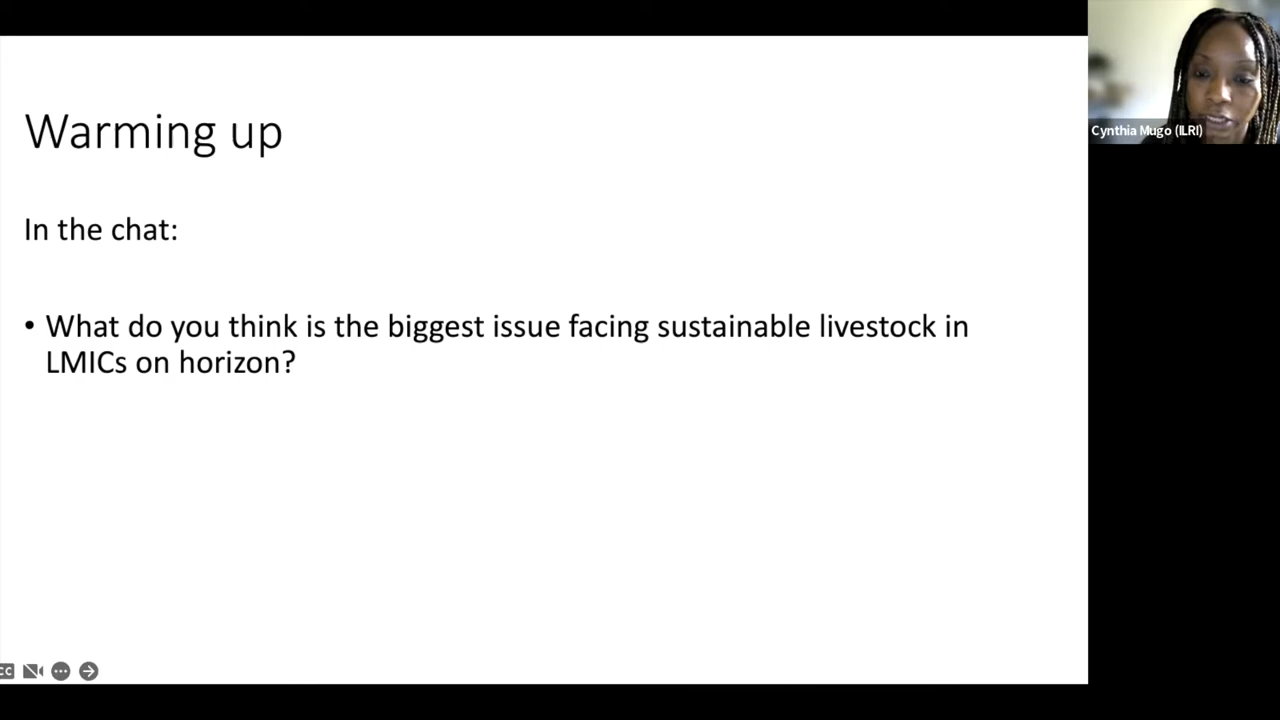 Warming up
In the chat:
• What do you think is the biggest issue facing sustainable livestock in
LMICs on horizon?
Cynthia Mugo (ILRI)
CC